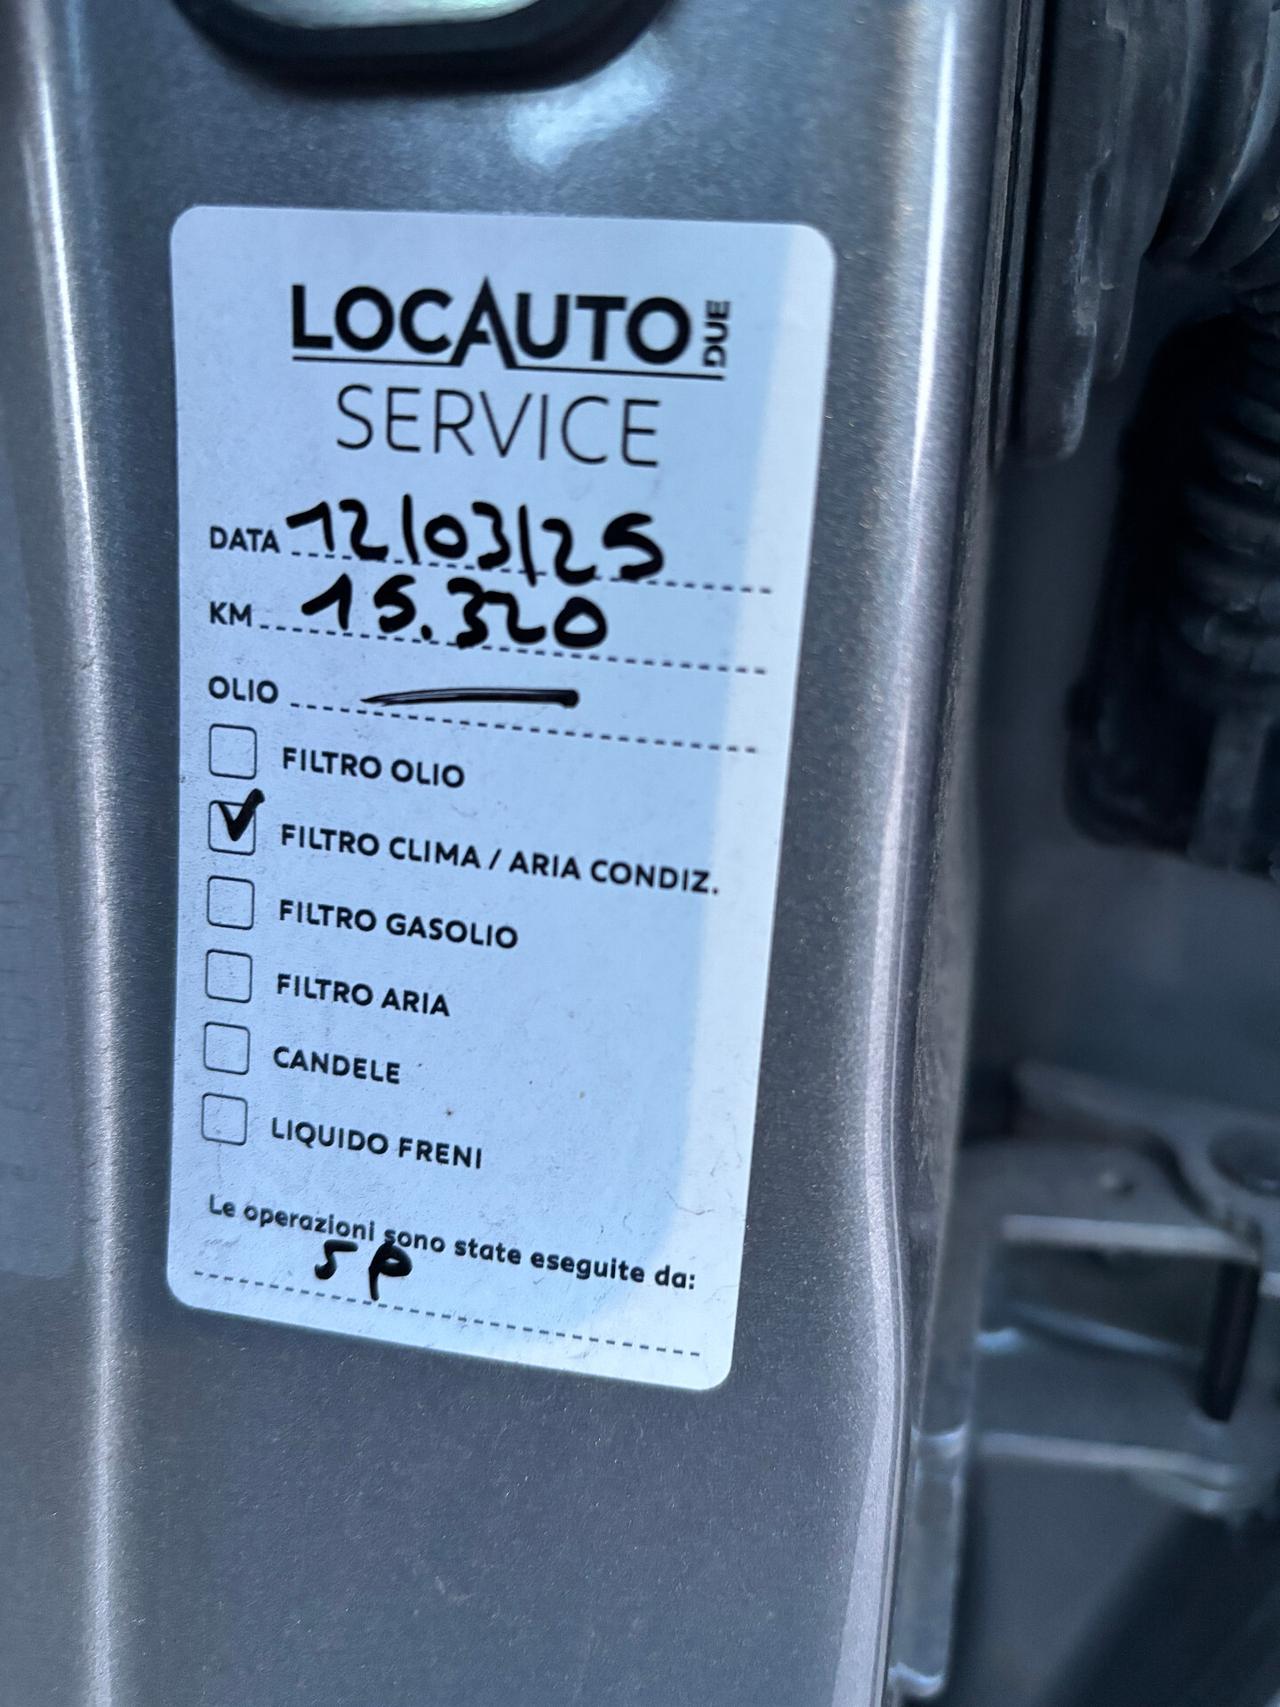 LOCAUTO DUE
SERVICE
DATA 12/03/25
KM 15.320
OLIO
FILTRO OLIO
FILTRO CLIMA / ARIA CONDIZ.
FILTRO GASOLIO
FILTRO ARIA
CANDELE
LIQUIDO FRENI
Le operazioni sono state eseguite da:
SP